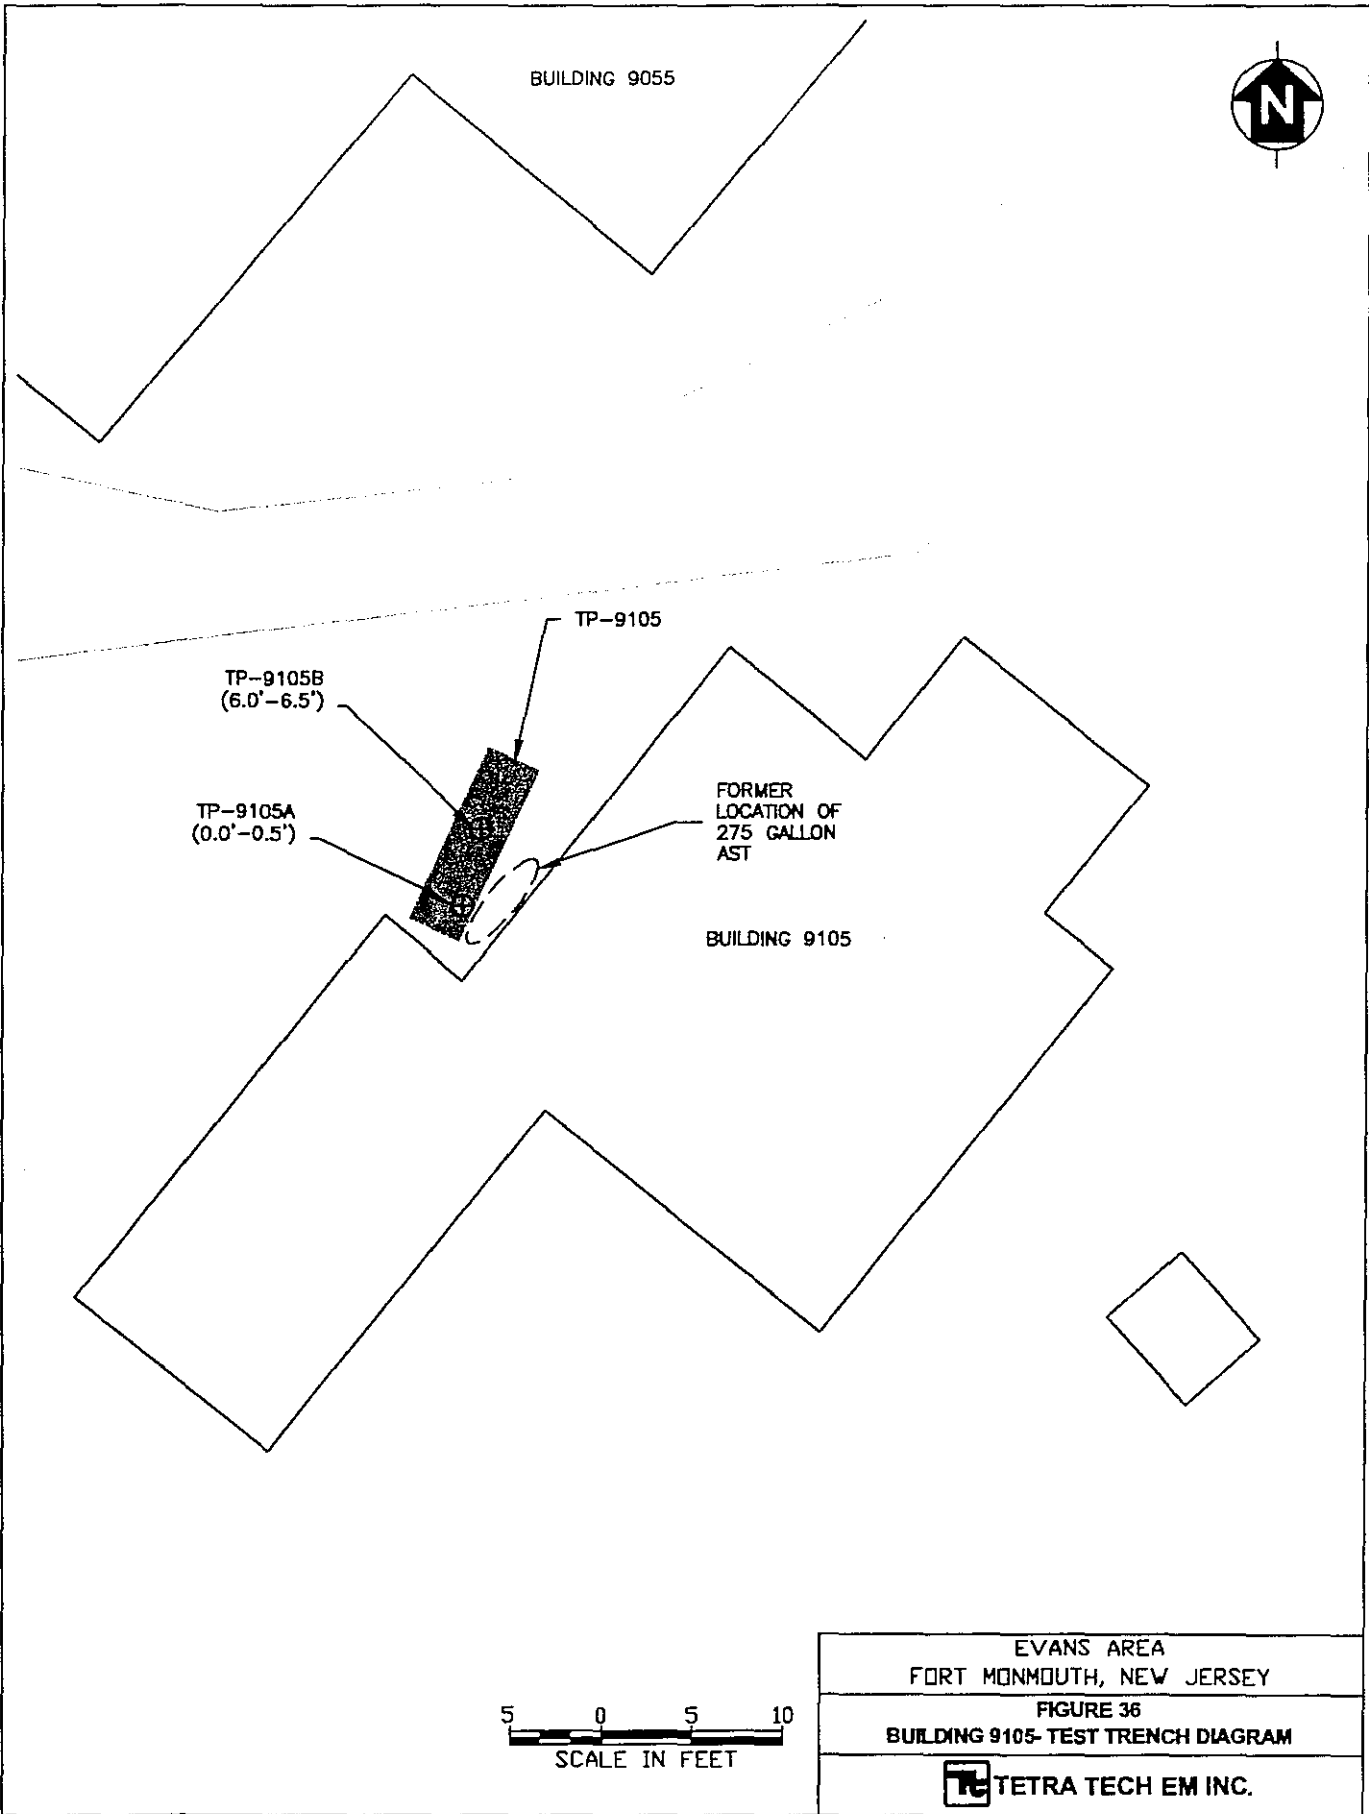 BUILDING 9055
N
TP-9105
TP-9105B
(6.0'-6.5')
TP-9105A
(0.0'-0.5')
FORMER
LOCATION OF
275 GALLON
AST
BUILDING 9105
5 0 5 10
SCALE IN FEET
EVANS AREA
FORT MONMOUTH, NEW JERSEY
FIGURE 36
BUILDING 9105- TEST TRENCH DIAGRAM
Tt TETRA TECH EM INC.